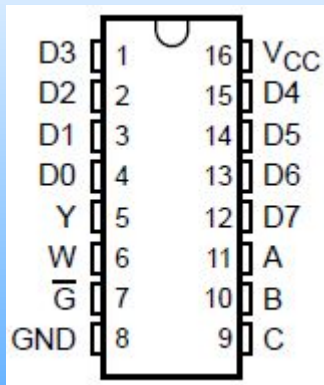 D3 1 16 VCC
D2 2 15 D4
D1 3 14 D5
D0 4 13 D6
Y 5 12 D7
W 6 11 A
G̅ 7 10 B
GND 8 9 C